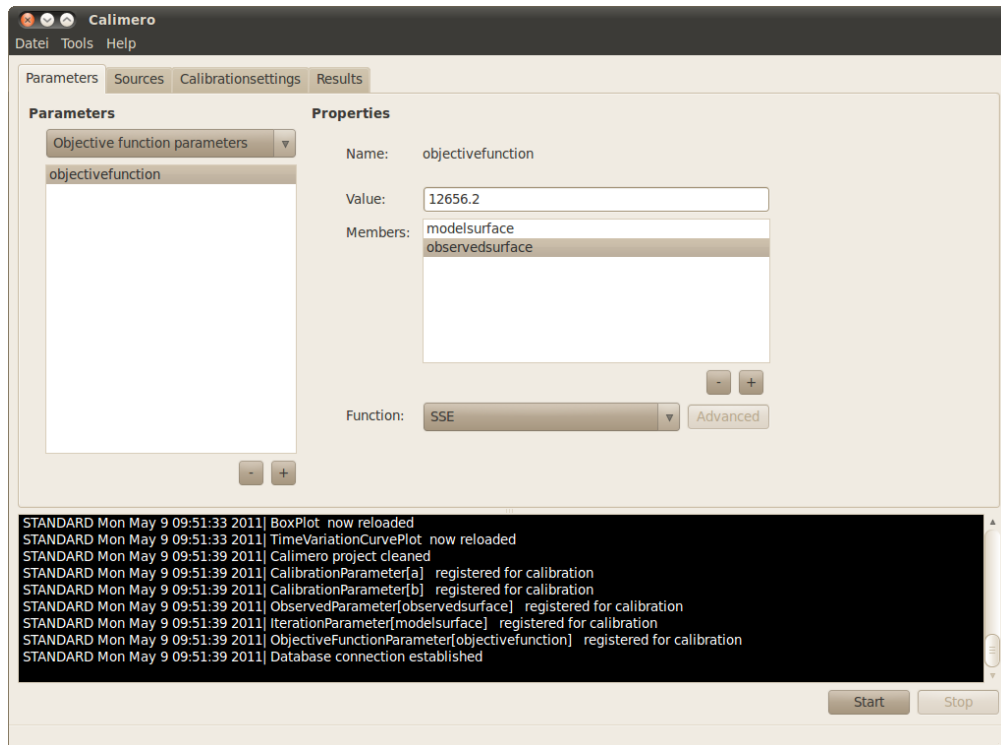 Calimero
Datei Tools Help
Parameters Sources Calibrationsettings Results
Parameters
Objective function parameters
objectivefunction
- +
Properties
Name: objectivefunction
Value: 12656.2
Members: modelsurface
observedsurface
- +
Function: SSE Advanced
STANDARD Mon May 9 09:51:33 2011| BoxPlot now reloaded
STANDARD Mon May 9 09:51:33 2011| TimeVariationCurvePlot now reloaded
STANDARD Mon May 9 09:51:39 2011| Calimero project cleaned
STANDARD Mon May 9 09:51:39 2011| CalibrationParameter[a] registered for calibration
STANDARD Mon May 9 09:51:39 2011| CalibrationParameter[b] registered for calibration
STANDARD Mon May 9 09:51:39 2011| ObservedParameter[observedsurface] registered for calibration
STANDARD Mon May 9 09:51:39 2011| IterationParameter[modelsurface] registered for calibration
STANDARD Mon May 9 09:51:39 2011| ObjectiveFunctionParameter[objectivefunction] registered for calibration
STANDARD Mon May 9 09:51:39 2011| Database connection established
Start Stop